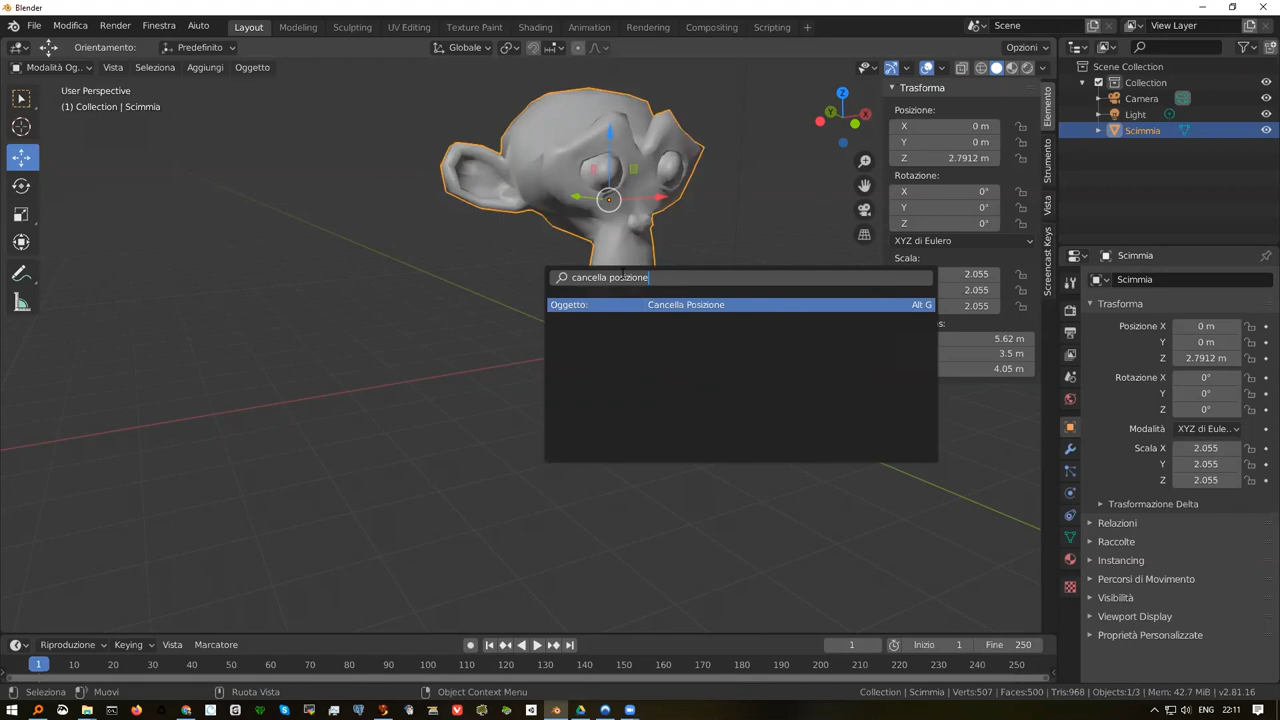 Blender
File
Modifica
Render
Finestra
Aiuto
Layout
Modeling
Sculpting
UV Editing
Texture Paint
Shading
Animation
Rendering
Compositing
Scripting
+
Scene
View Layer
Orientamento:
Predefinito
Globale
Opzioni
Modalità Og...
Vista
Seleziona
Aggiungi
Oggetto
User Perspective
(1) Collection | Scimmia
Z
Y
X
Trasforma
Posizione:
X 0 m
Y 0 m
Z 2.7912 m
Rotazione:
X 0°
Y 0°
Z 0°
XYZ di Eulero
Scala:
2.055
2.055
2.055
5.62 m
3.5 m
4.05 m
Elemento
Strumento
Vista
Screencast Keys
cancella posizione
Oggetto: Cancella Posizione Alt G
Scene Collection
Collection
Camera
Light
Scimmia
Scimmia
Scimmia
Trasforma
Posizione X 0 m
Y 0 m
Z 2.7912 m
Rotazione X 0°
Y 0°
Z 0°
Modalità XYZ di Eule..
Scala X 2.055
Y 2.055
Z 2.055
Trasformazione Delta
Relazioni
Raccolte
Instancing
Percorsi di Movimento
Visibilità
Viewport Display
Proprietà Personalizzate
Riproduzione
Keying
Vista
Marcatore
1
Inizio 1
Fine 250
1 10 20 30 40 50 60 70 80 90 100 110 120 130 140 150 160 170 180 190 200 210 220 230 240 250
Seleziona
Muovi
Ruota Vista
Object Context Menu
Collection | Scimmia | Verts:507 | Faces:500 | Tris:968 | Objects:1/3 | Mem: 42.7 MiB | v2.81.16
22:11